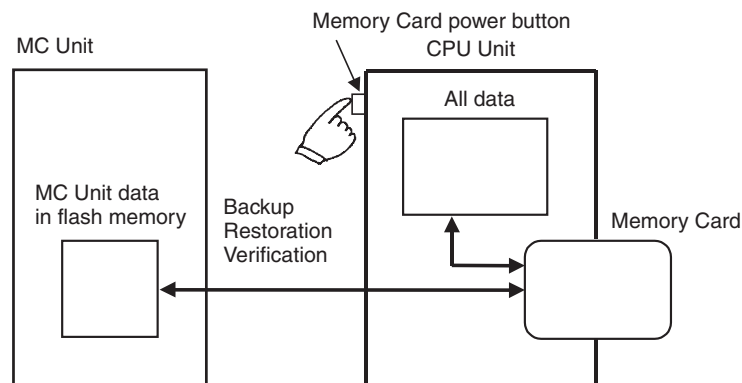 Memory Card power button
MC Unit
CPU Unit
All data
MC Unit data
in flash memory
Backup
Restoration
Verification
Memory Card